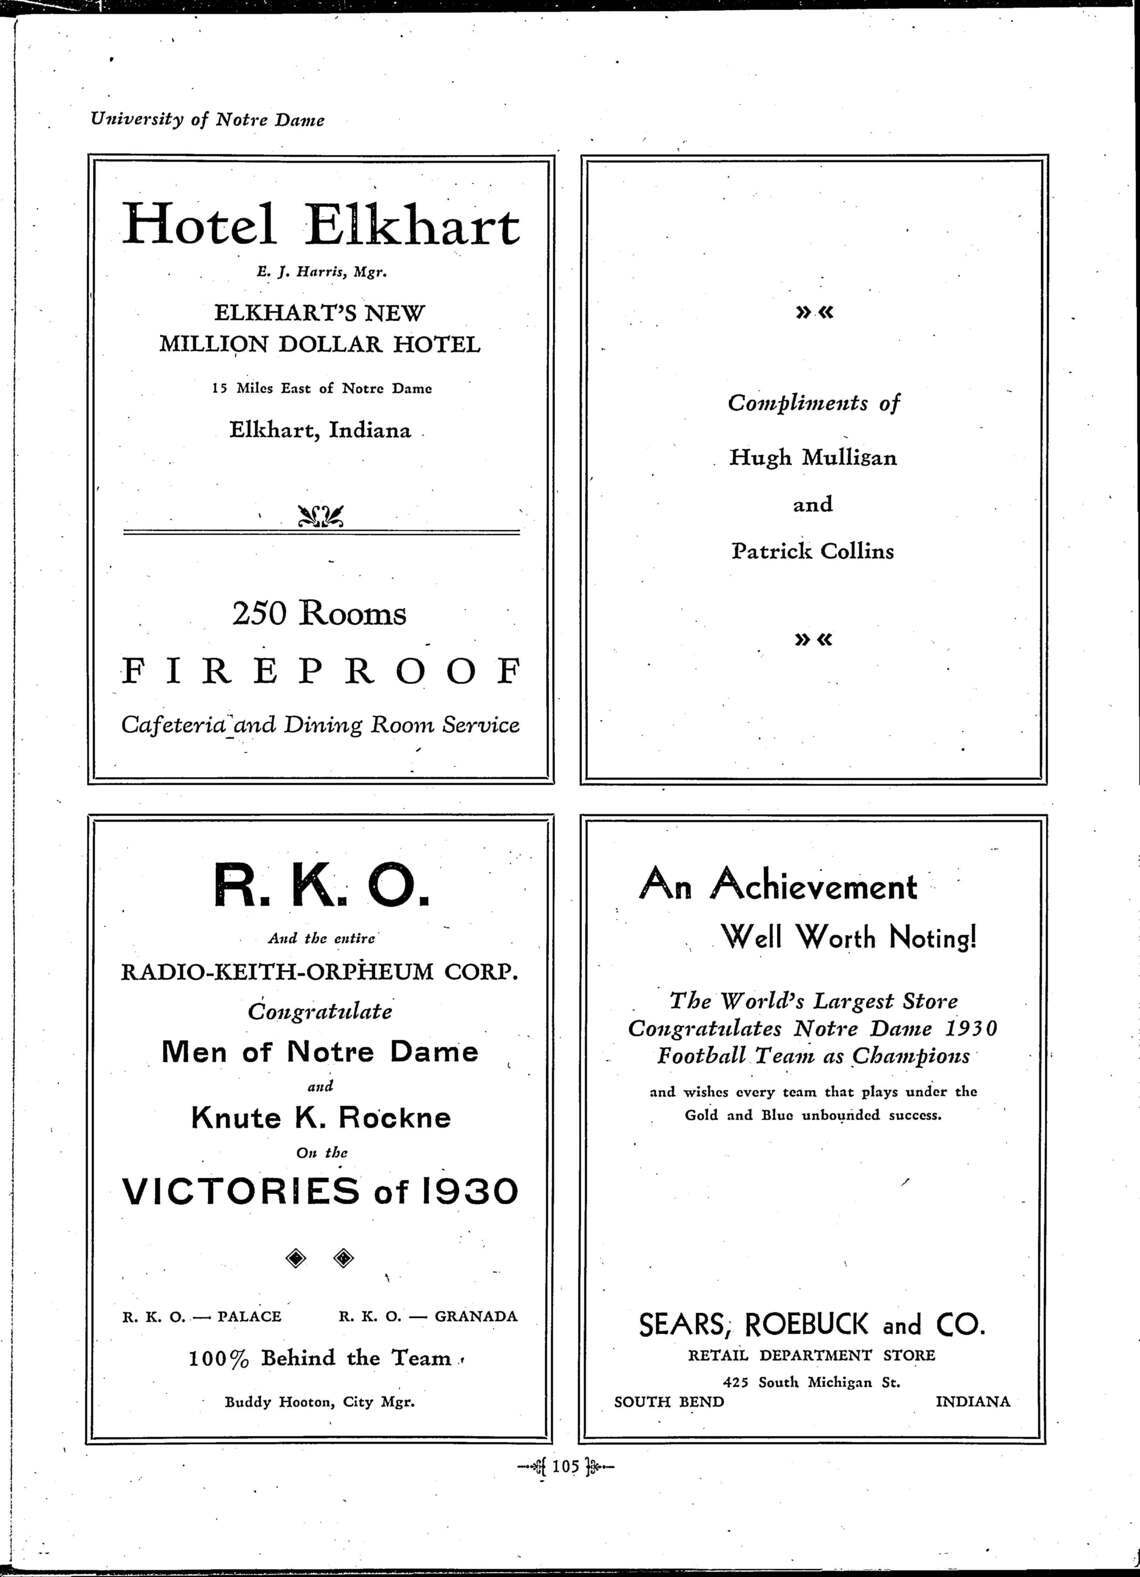 University of Notre Dame
Hotel Elkhart
E. J. Harris, Mgr.
ELKHART'S NEW
MILLION DOLLAR HOTEL
15 Miles East of Notre Dame
Elkhart, Indiana
250 Rooms
FIREPROOF
Cafeteria and Dining Room Service
»«
Compliments of
Hugh Mulligan
and
Patrick Collins
»«
R. K. O.
And the entire
RADIO-KEITH-ORPHEUM CORP.
Congratulate
Men of Notre Dame
and
Knute K. Rockne
On the
VICTORIES of 1930
R. K. O. — PALACE R. K. O. — GRANADA
100% Behind the Team
Buddy Hooton, City Mgr.
An Achievement
Well Worth Noting!
The World's Largest Store
Congratulates Notre Dame 1930
Football Team as Champions
and wishes every team that plays under the
Gold and Blue unbounded success.
SEARS, ROEBUCK and CO.
RETAIL DEPARTMENT STORE
425 South Michigan St.
SOUTH BEND INDIANA
105